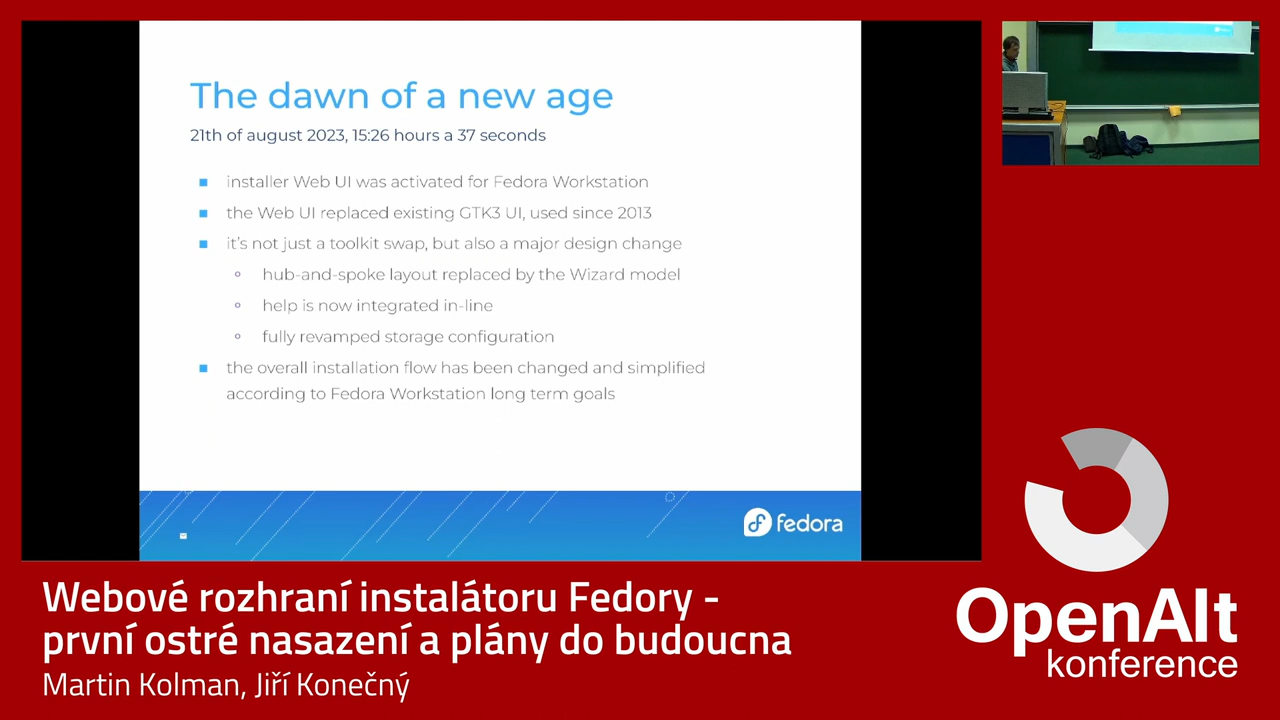 The dawn of a new age
21th of august 2023, 15:26 hours a 37 seconds
installer Web UI was activated for Fedora Workstation
the Web UI replaced existing GTK3 UI, used since 2013
it's not just a toolkit swap, but also a major design change
hub-and-spoke layout replaced by the Wizard model
help is now integrated in-line
fully revamped storage configuration
the overall installation flow has been changed and simplified
according to Fedora Workstation long term goals
fedora
Webové rozhraní instalátoru Fedory -
první ostré nasazení a plány do budoucna
Martin Kolman, Jiří Konečný
OpenAlt
konference